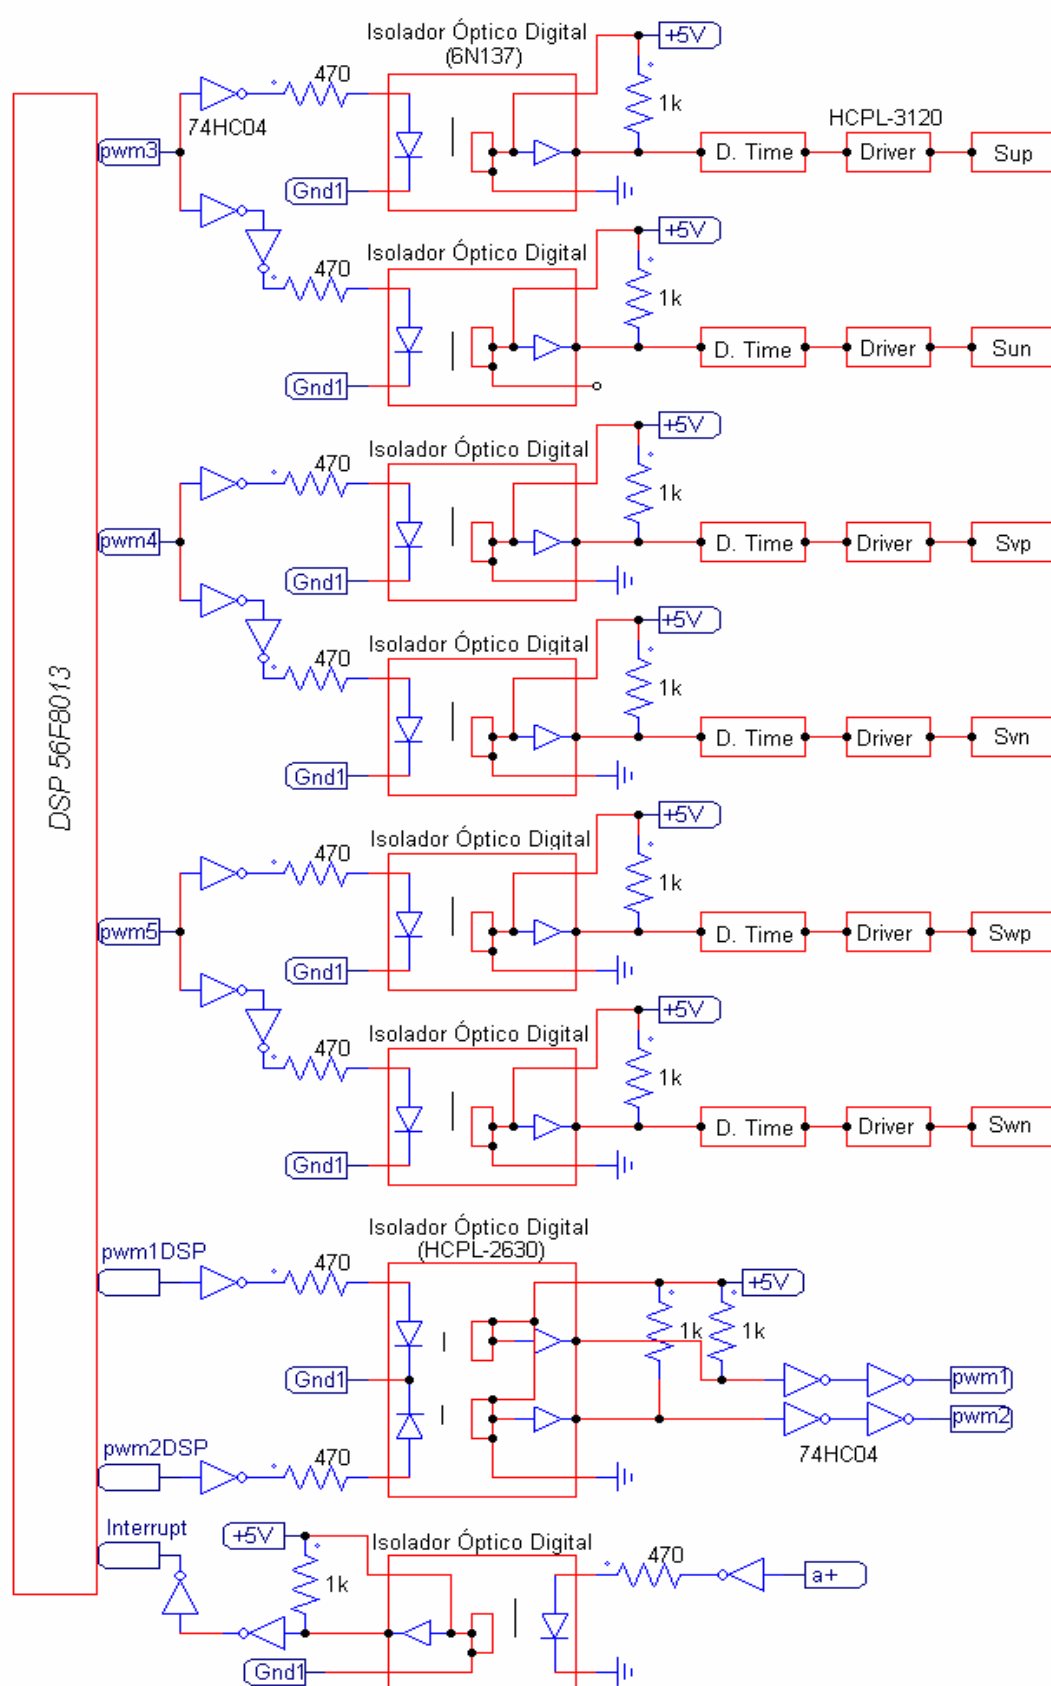 Isolador Óptico Digital
(6N137)
+5V
470
1k
74HC04
HCPL-3120
pwm3
D. Time
Driver
Sup
Gnd1
+5V
Isolador Óptico Digital
470
1k
D. Time
Driver
Sun
Gnd1
+5V
Isolador Óptico Digital
470
1k
pwm4
D. Time
Driver
Svp
Gnd1
+5V
Isolador Óptico Digital
470
1k
DSP 56F8013
D. Time
Driver
Svn
Gnd1
+5V
Isolador Óptico Digital
470
1k
pwm5
D. Time
Driver
Swp
Gnd1
+5V
Isolador Óptico Digital
470
1k
D. Time
Driver
Swn
Gnd1
Isolador Óptico Digital
(HCPL-2630)
pwm1DSP
470
+5V
1k
1k
Gnd1
pwm1
pwm2
74HC04
pwm2DSP
470
Interrupt
+5V
Isolador Óptico Digital
470
1k
a+
Gnd1